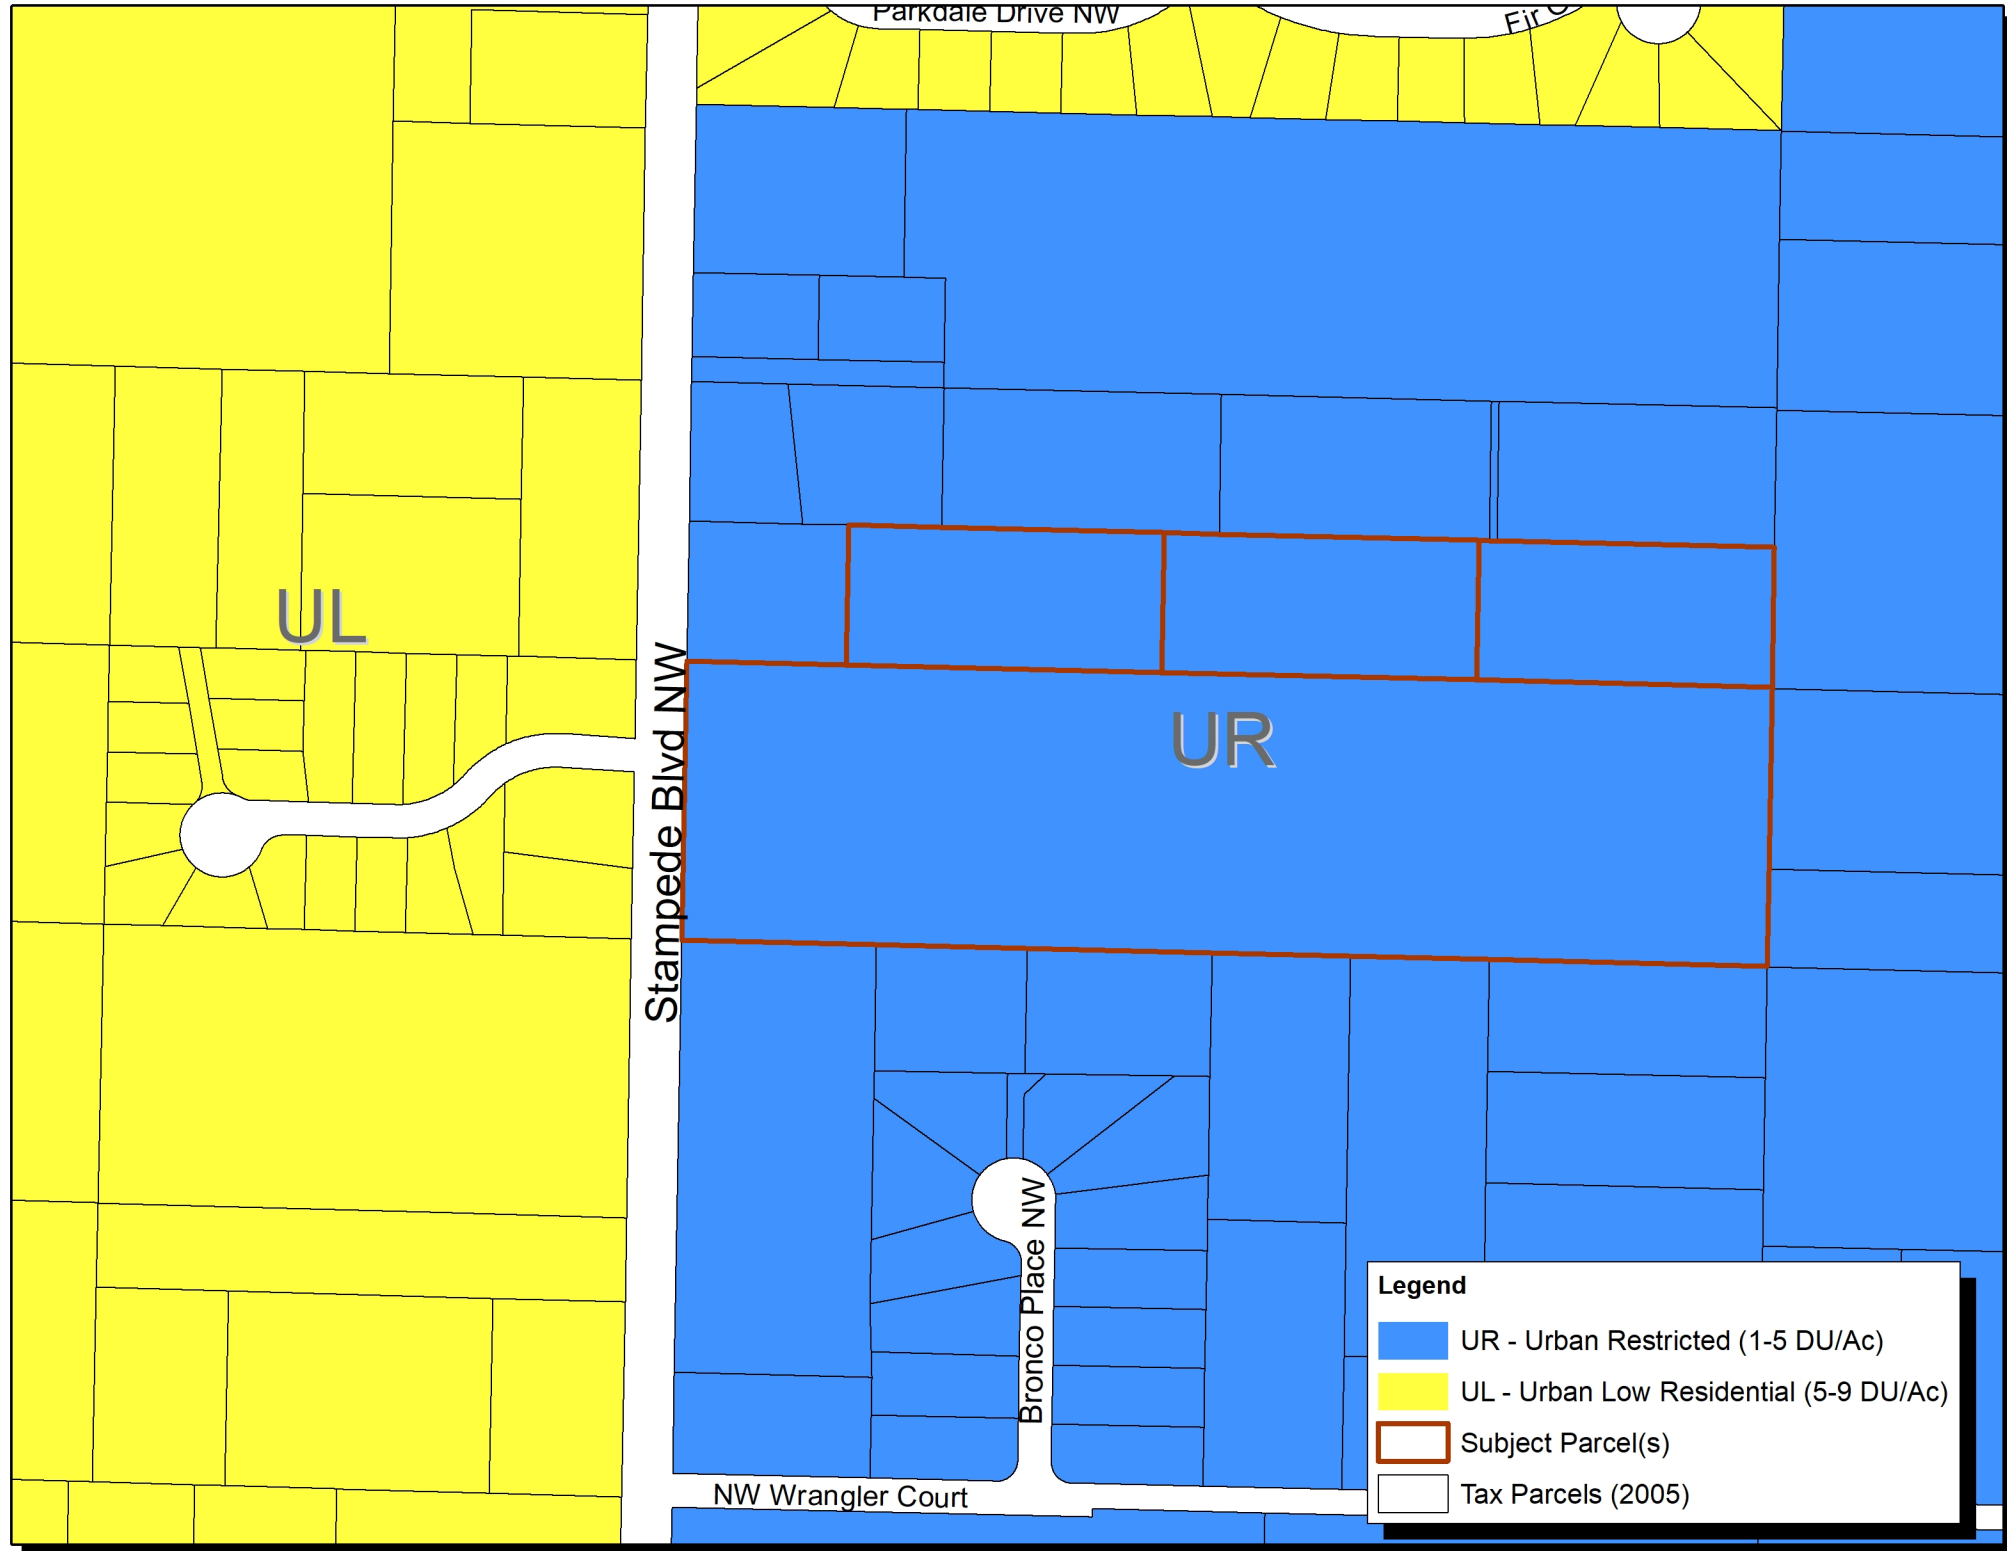 Parkdale Drive NW
Fir C
UL
Stampede Blvd NW
UR
Bronco Place NW
NW Wrangler Court
Legend
UR - Urban Restricted (1-5 DU/Ac)
UL - Urban Low Residential (5-9 DU/Ac)
Subject Parcel(s)
Tax Parcels (2005)